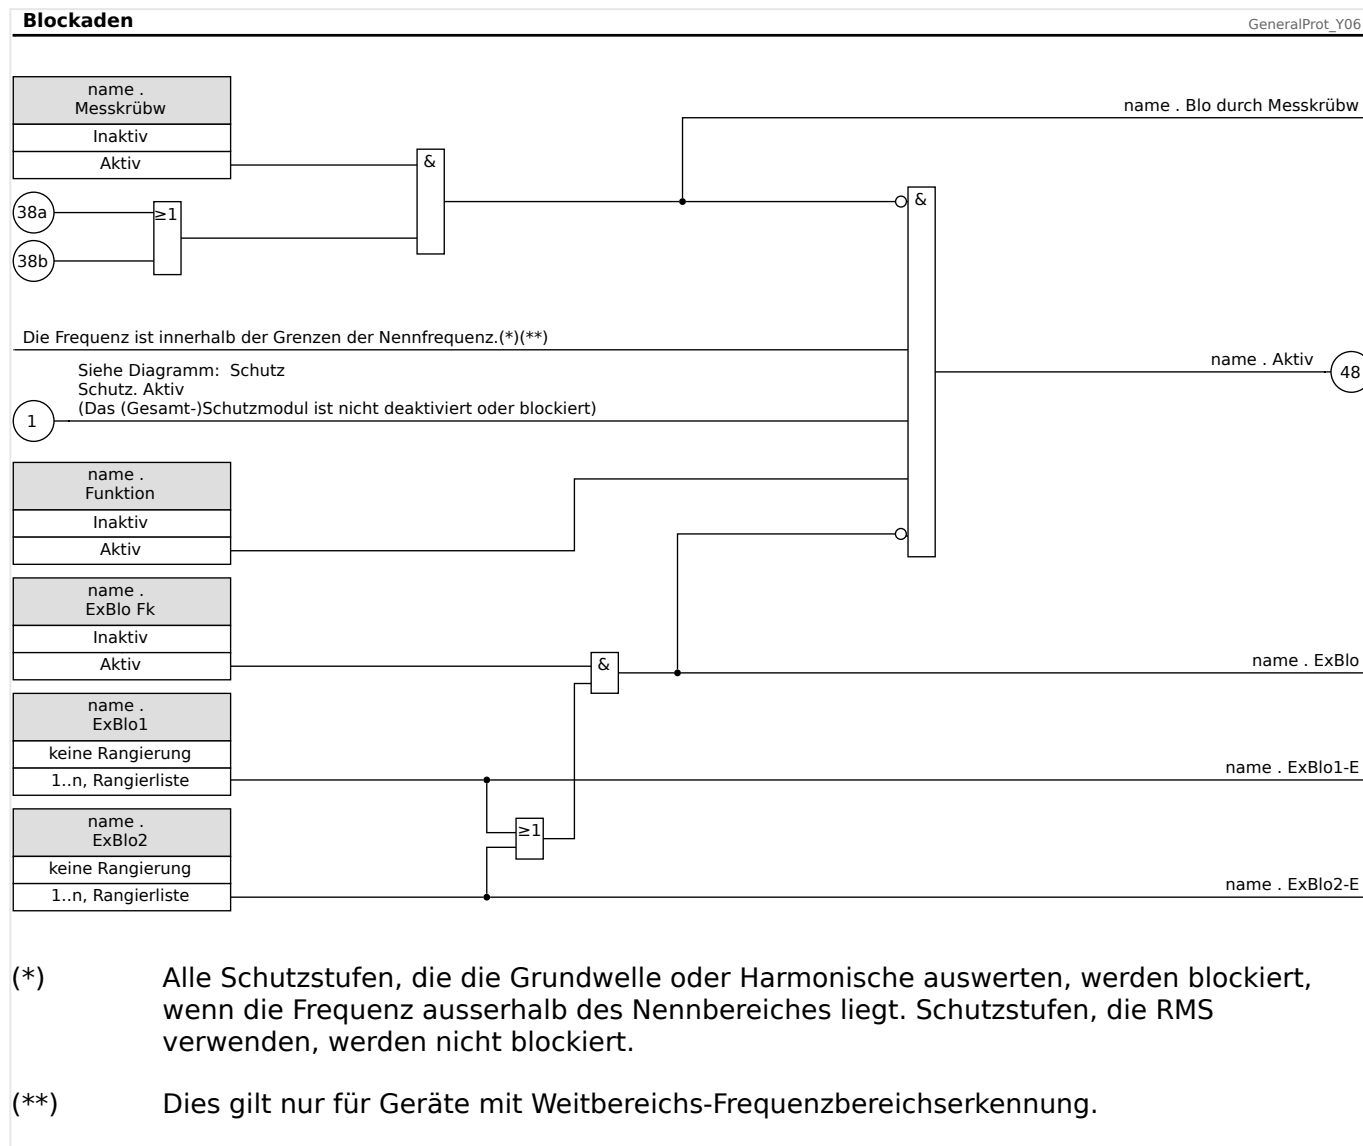 Blockaden
GeneralProt_Y06
name .
Messkrübw
Inaktiv
Aktiv
name . Blo durch Messkrübw
&
38a
≥1
38b
&
Die Frequenz ist innerhalb der Grenzen der Nennfrequenz.(*)(**)
Siehe Diagramm: Schutz
Schutz. Aktiv
(Das (Gesamt-)Schutzmodul ist nicht deaktiviert oder blockiert)
1
name . Aktiv
48
name .
Funktion
Inaktiv
Aktiv
name .
ExBlo Fk
Inaktiv
Aktiv
&
name . ExBlo
name .
ExBlo1
keine Rangierung
1..n, Rangierliste
name . ExBlo1-E
name .
ExBlo2
keine Rangierung
1..n, Rangierliste
≥1
name . ExBlo2-E
(*) Alle Schutzstufen, die die Grundwelle oder Harmonische auswerten, werden blockiert,
wenn die Frequenz ausserhalb des Nennbereiches liegt. Schutzstufen, die RMS
verwenden, werden nicht blockiert.
(**) Dies gilt nur für Geräte mit Weitbereichs-Frequenzbereichserkennung.